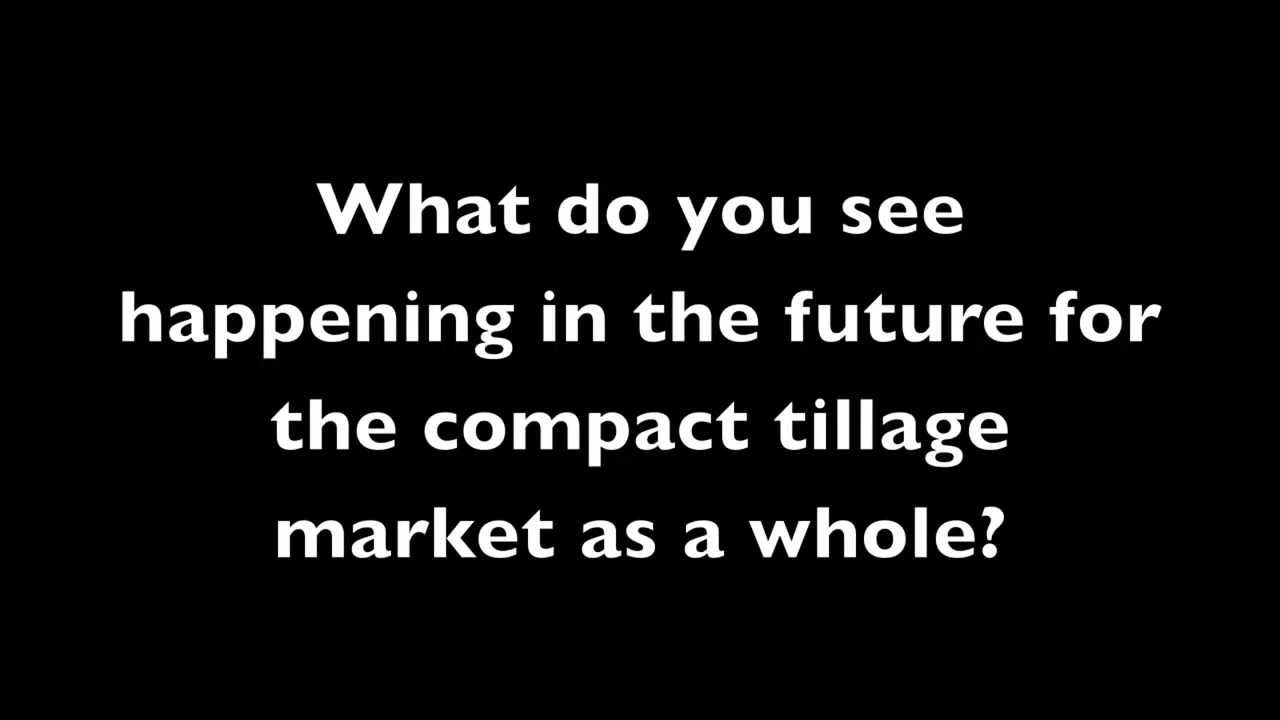 What do you see
happening in the future for
the compact tillage
market as a whole?